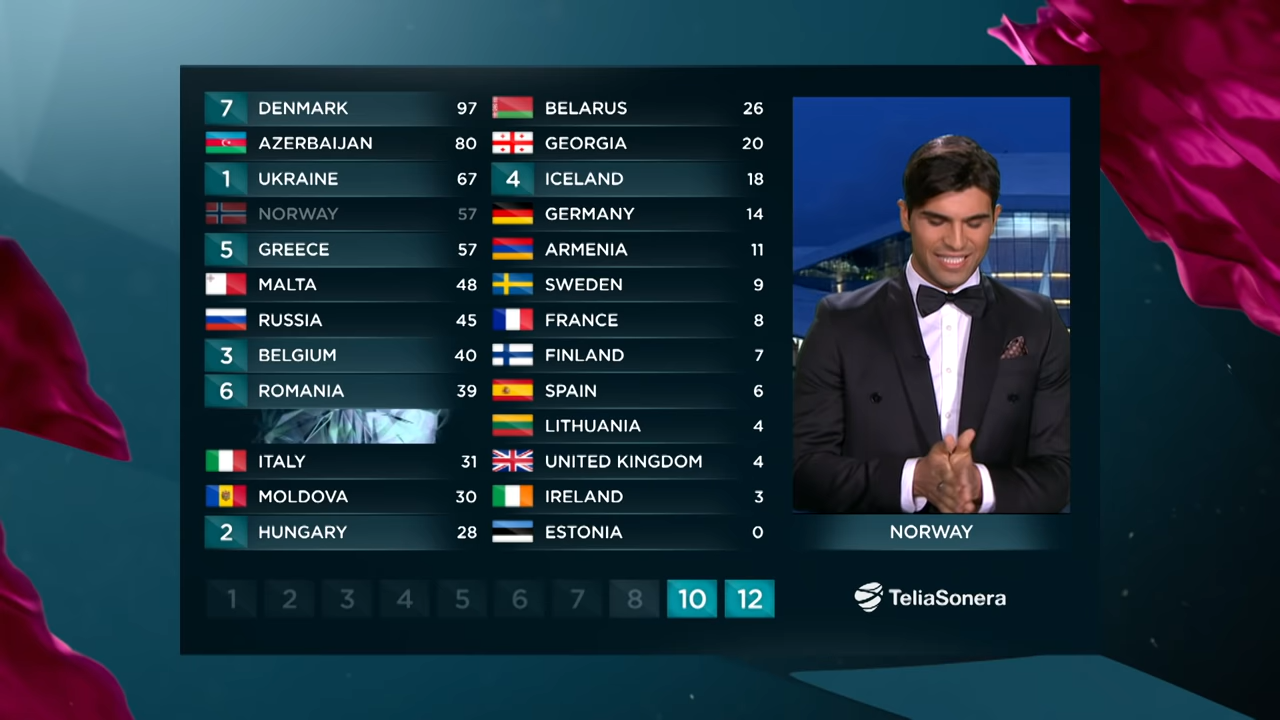 7 DENMARK 97
AZERBAIJAN 80
1 UKRAINE 67
NORWAY 57
5 GREECE 57
MALTA 48
RUSSIA 45
3 BELGIUM 40
6 ROMANIA 39
ITALY 31
MOLDOVA 30
2 HUNGARY 28
BELARUS 26
GEORGIA 20
4 ICELAND 18
GERMANY 14
ARMENIA 11
SWEDEN 9
FRANCE 8
FINLAND 7
SPAIN 6
LITHUANIA 4
UNITED KINGDOM 4
IRELAND 3
ESTONIA 0
NORWAY
1 2 3 4 5 6 7 8 10 12
TeliaSonera